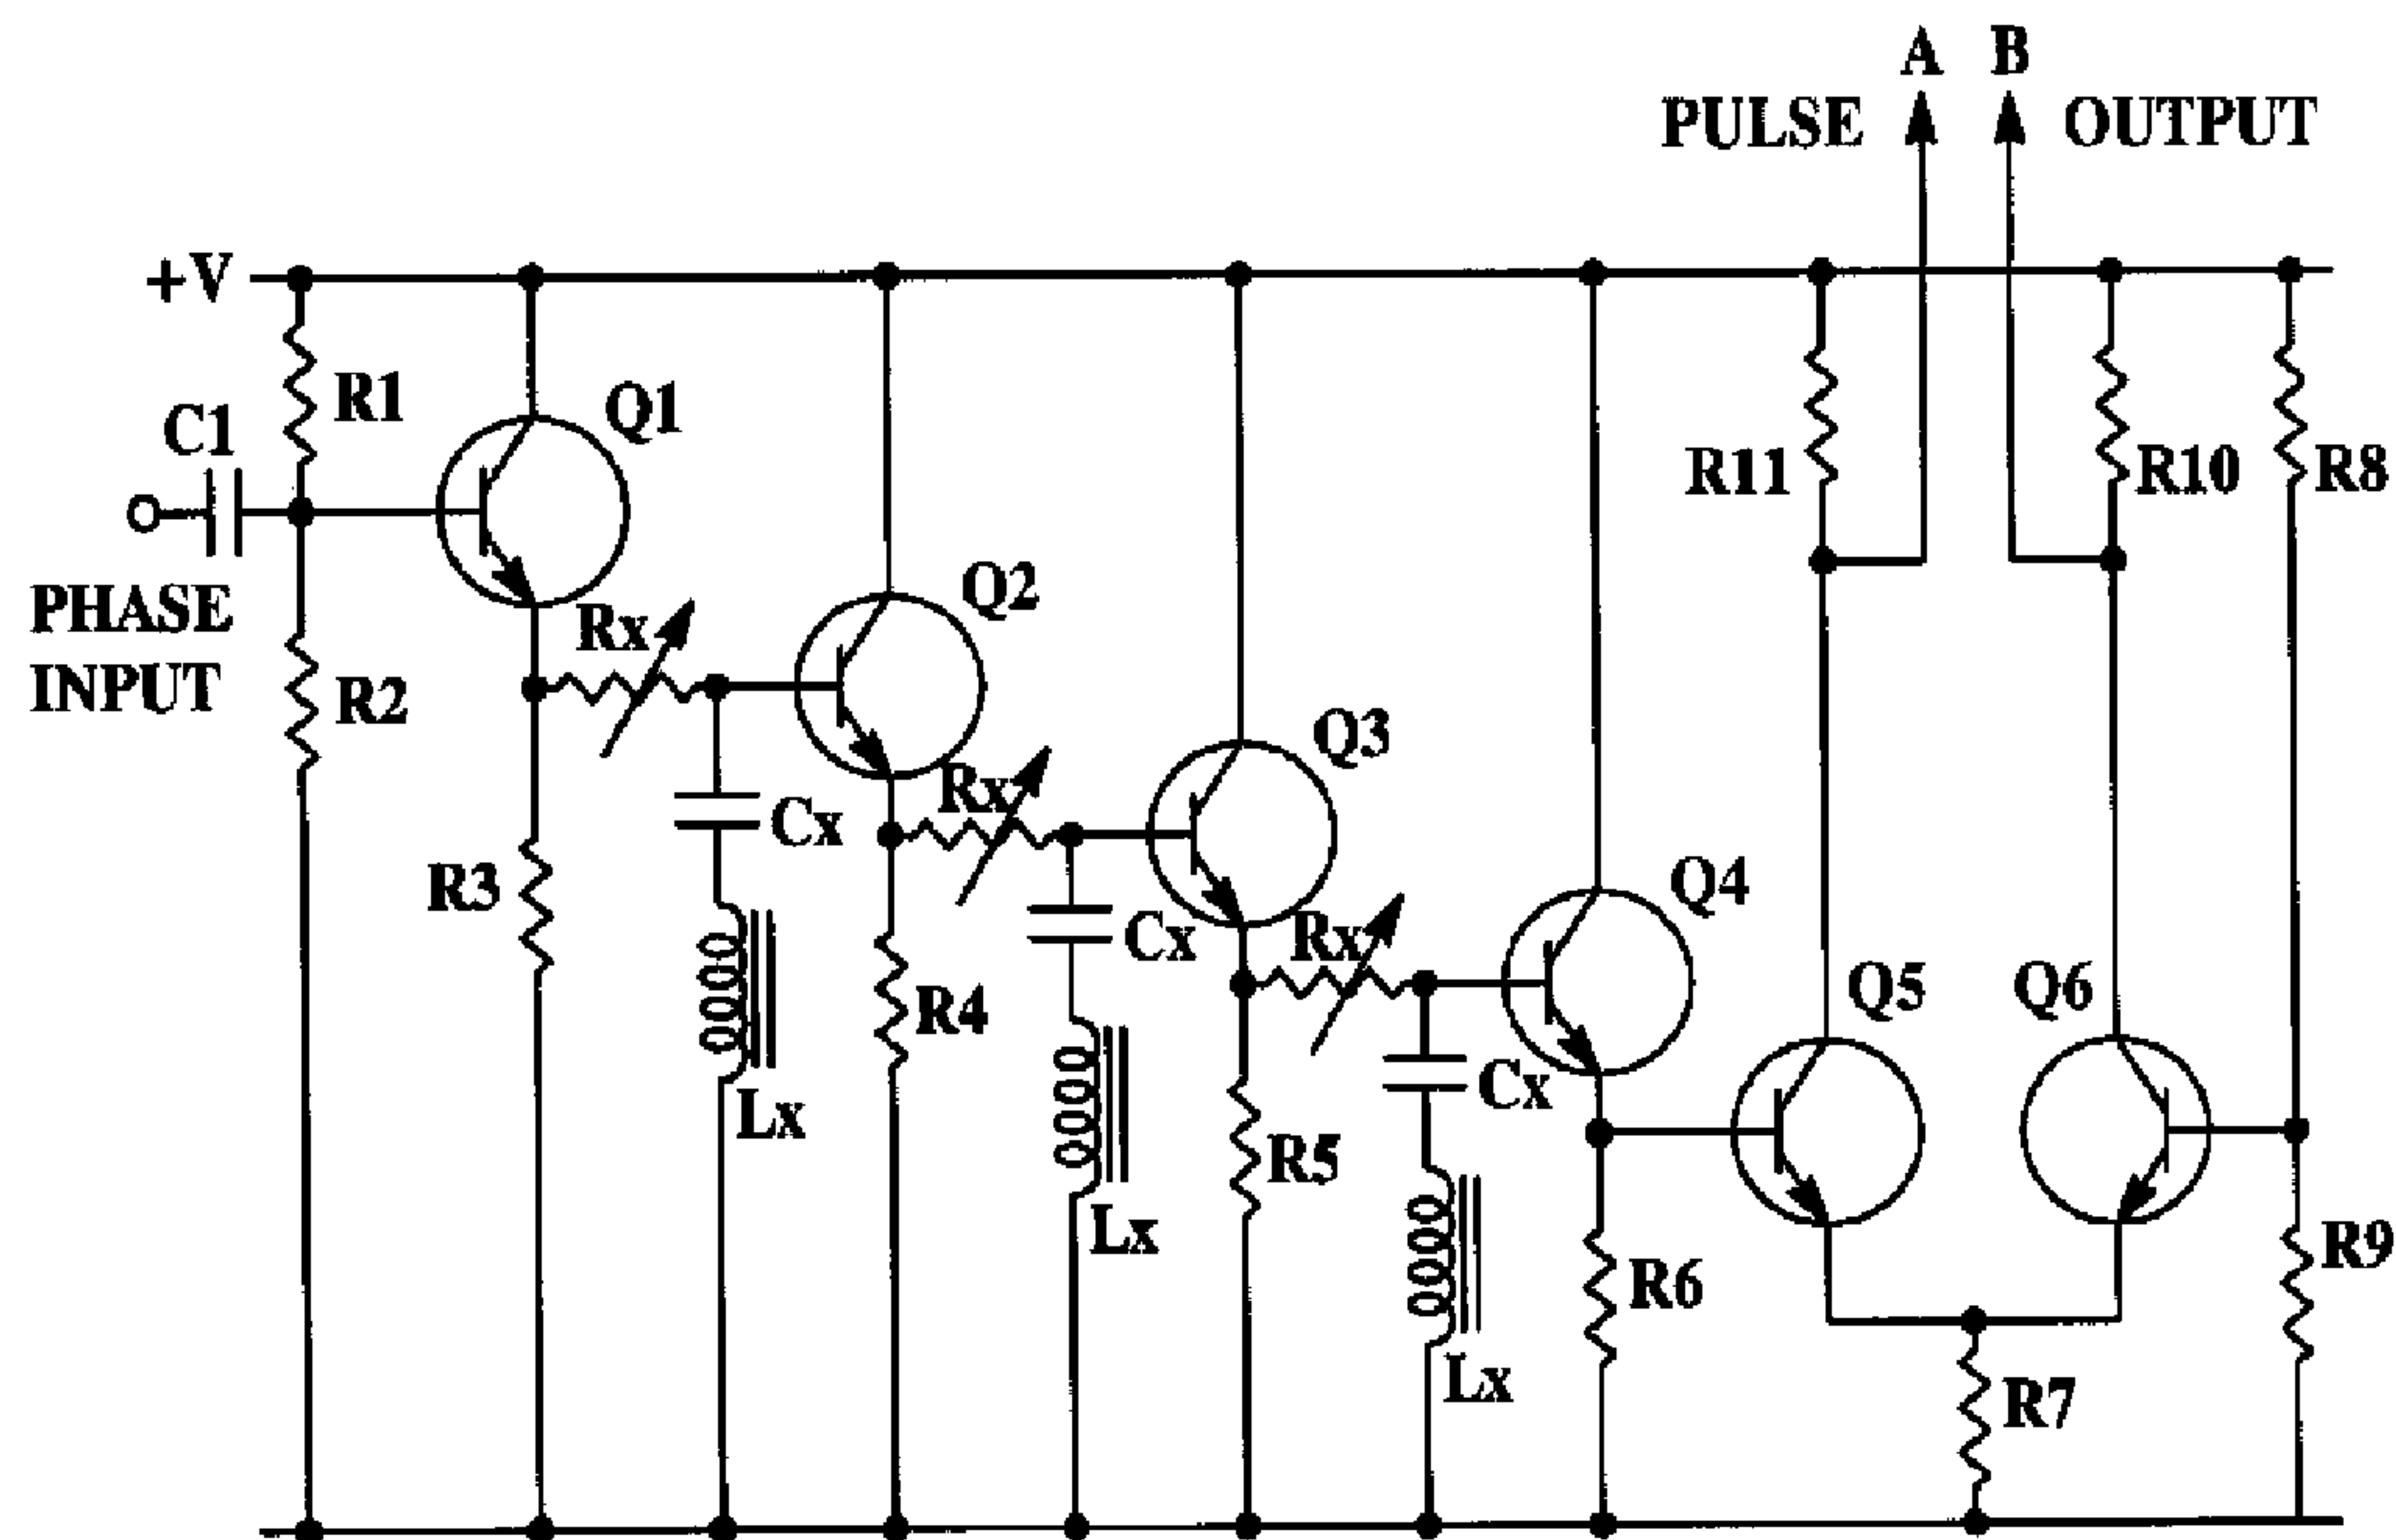 A B
PULSE OUTPUT
+V
R1
C1
Q1
R11
R10
R8
PHASE
INPUT
R2
Rx
Q2
Q3
Cx
Rx
R3
Q4
Cx
Rx
R4
Q5
Q6
Cx
Lx
R5
Lx
R6
R9
Lx
R7